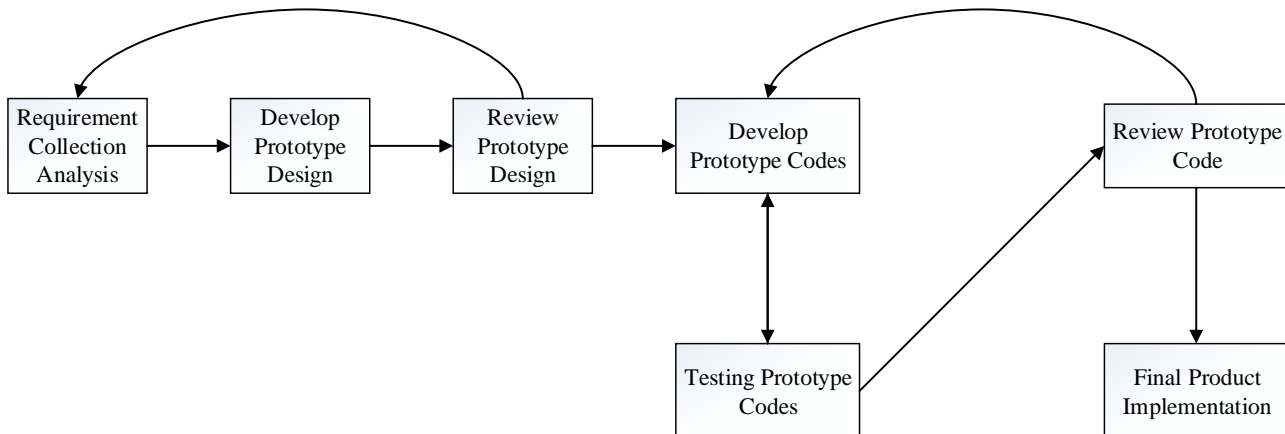 Requirement
Collection
Analysis
Develop
Prototype
Design
Review
Prototype
Design
Develop
Prototype Codes
Review Prototype
Code
Testing Prototype
Codes
Final Product
Implementation